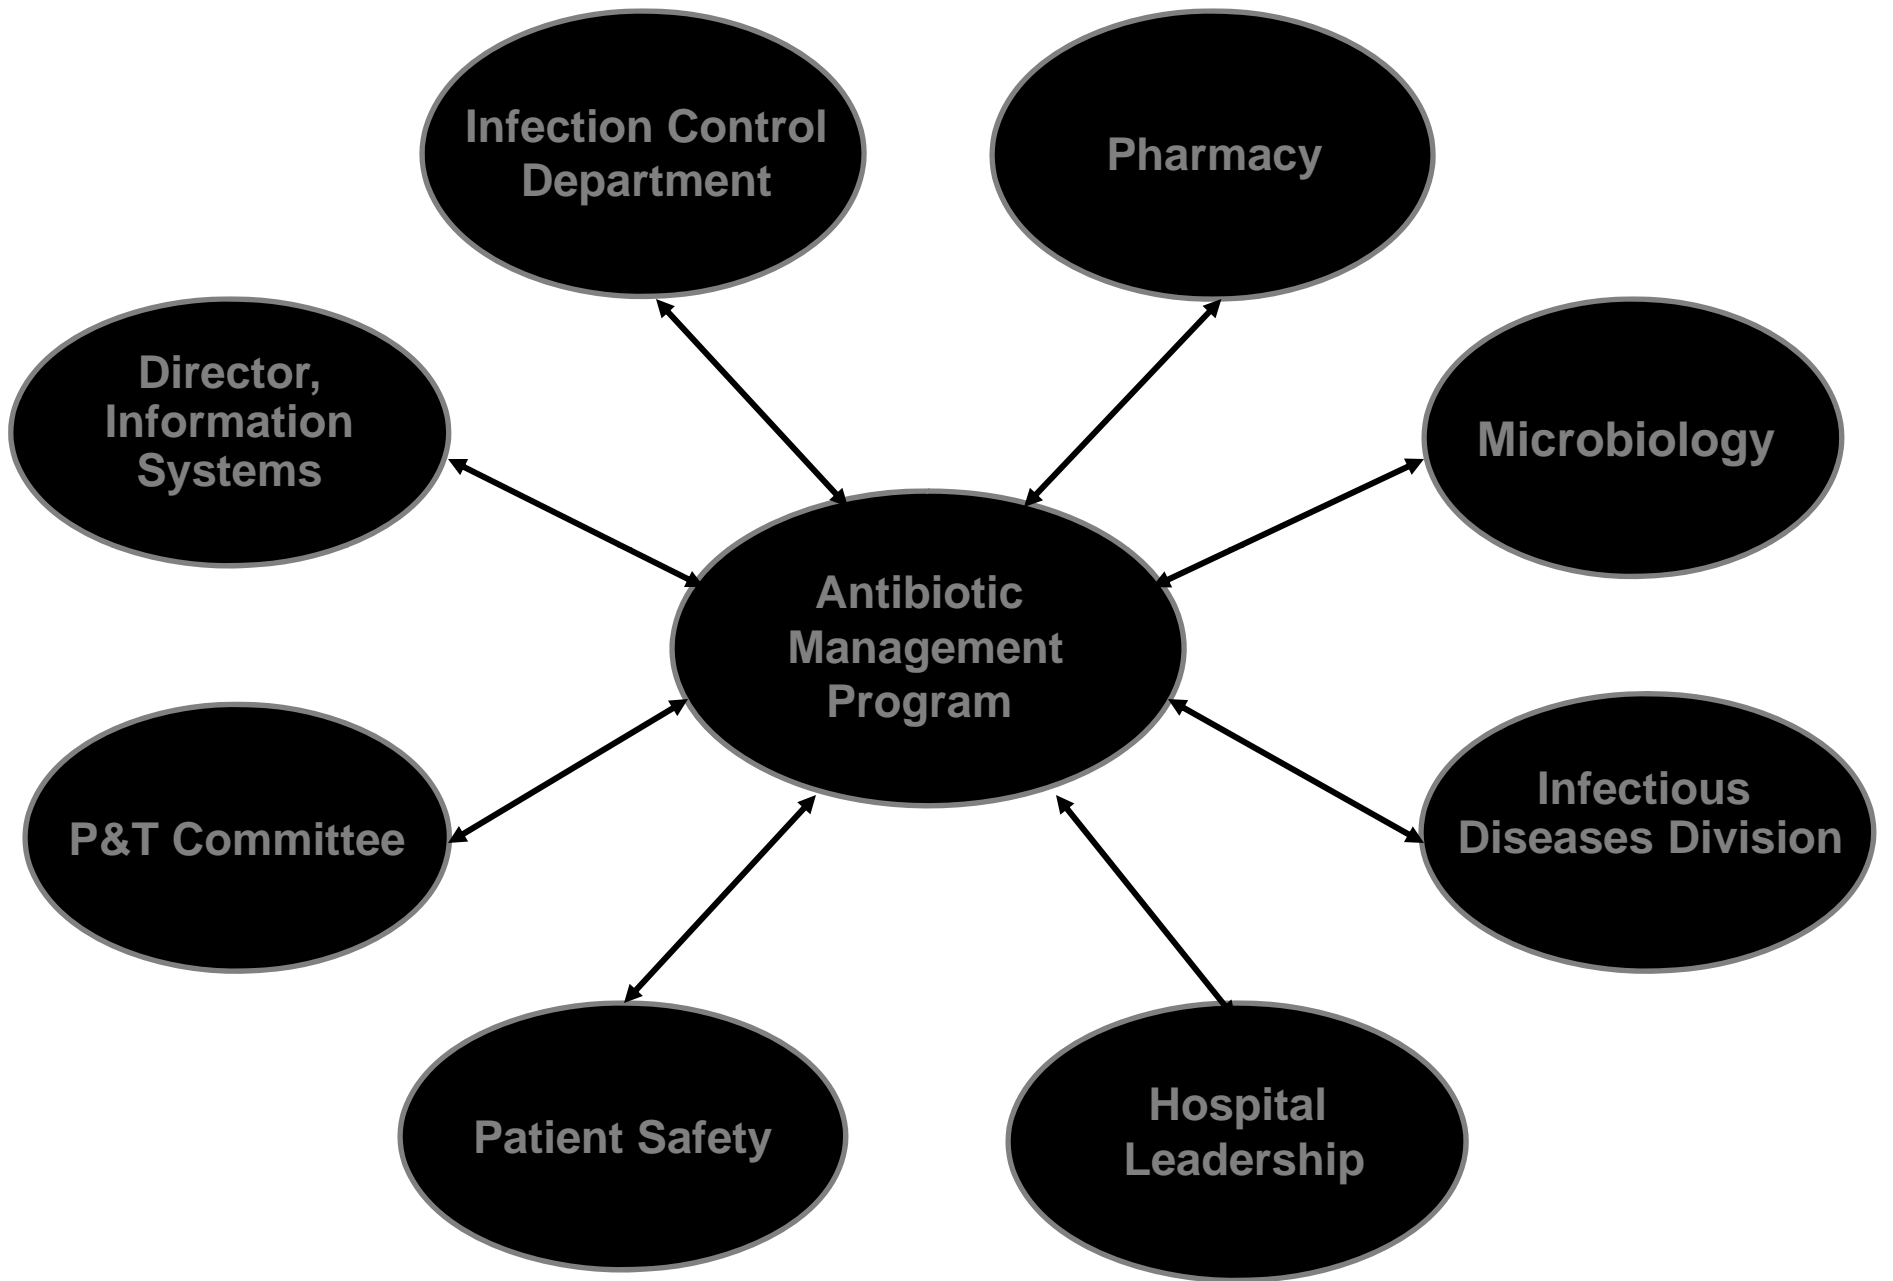 Infection Control
Department
Pharmacy
Director,
Information
Systems
Microbiology
Antibiotic
Management
Program
P&T Committee
Infectious
Diseases Division
Patient Safety
Hospital
Leadership